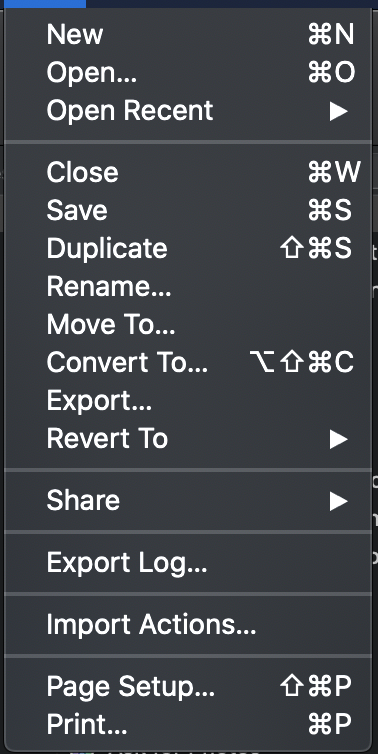 New ⌘N
Open... ⌘O
Open Recent ▶
Close ⌘W
Save ⌘S
Duplicate ⇧⌘S
Rename...
Move To...
Convert To... ⌥⇧⌘C
Export...
Revert To ▶
Share ▶
Export Log...
Import Actions...
Page Setup... ⇧⌘P
Print... ⌘P